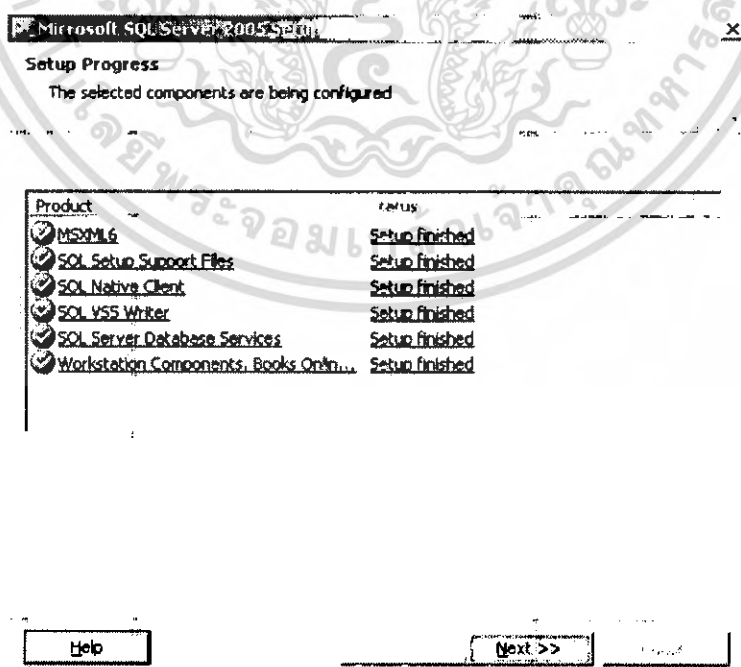 Microsoft SQL Server 2005 Setup
Setup Progress
The selected components are being configured
Product
MSXML6 Setup finished
SQL Setup Support Files Setup finished
SQL Native Client Setup finished
SQL VSS Writer Setup finished
SQL Server Database Services Setup finished
Workstation Components, Books Onlin... Setup finished
Help Next >>